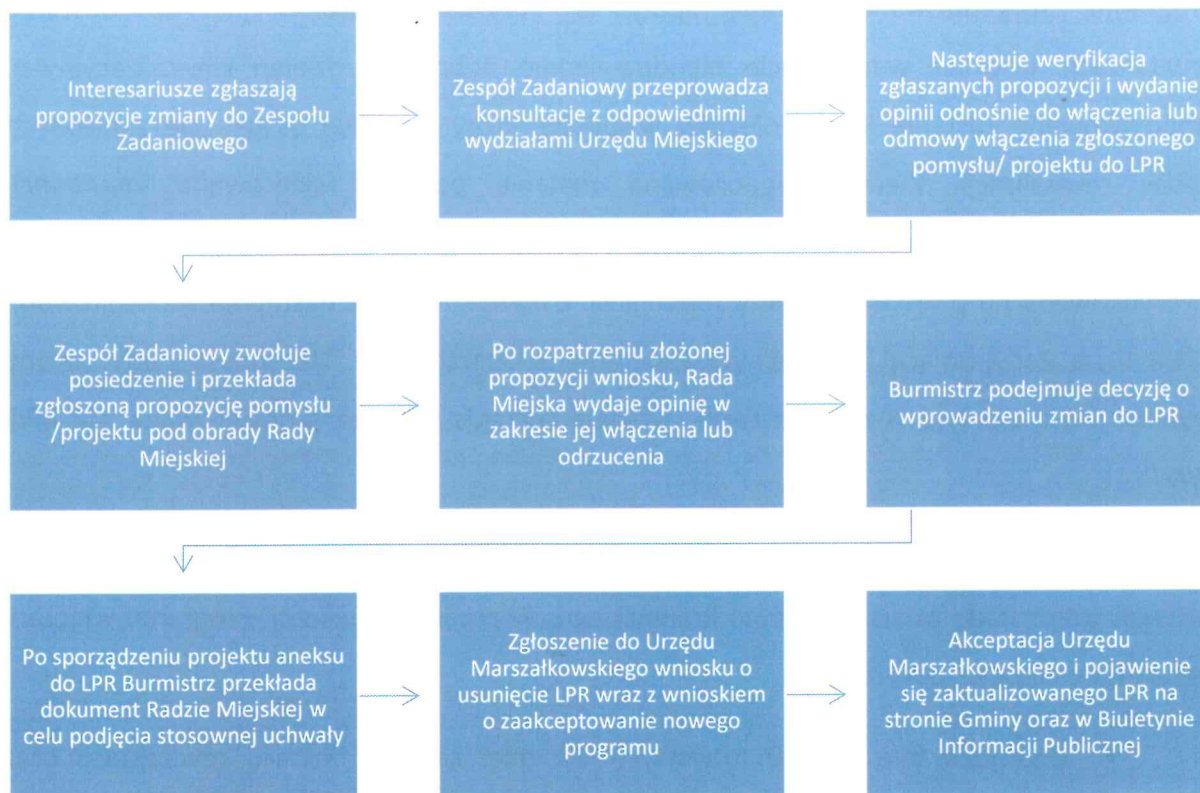 Interesariusze zgłaszają
propozycje zmiany do Zespołu
Zadaniowego
Zespół Zadaniowy przeprowadza
konsultacje z odpowiednimi
wydziałami Urzędu Miejskiego
Następuje weryfikacja
zgłaszanych propozycji i wydanie
opinii odnośnie do włączenia lub
odmowy włączenia zgłoszonego
pomysłu/ projektu do LPR
Zespół Zadaniowy zwołuje
posiedzenie i przekłada
zgłoszoną propozycję pomysłu
/projektu pod obrady Rady
Miejskiej
Po rozpatrzeniu złożonej
propozycji wniosku, Rada
Miejska wydaje opinię w
zakresie jej włączenia lub
odrzucenia
Burmistrz podejmuje decyzję o
wprowadzeniu zmian do LPR
Po sporządzeniu projektu aneksu
do LPR Burmistrz przekłada
dokument Radzie Miejskiej w
celu podjęcia stosownej uchwały
Zgłoszenie do Urzędu
Marszałkowskiego wniosku o
usunięcie LPR wraz z wnioskiem
o zaakceptowanie nowego
programu
Akceptacja Urzędu
Marszałkowskiego i pojawienie
się zaktualizowanego LPR na
stronie Gminy oraz w Biuletynie
Informacji Publicznej